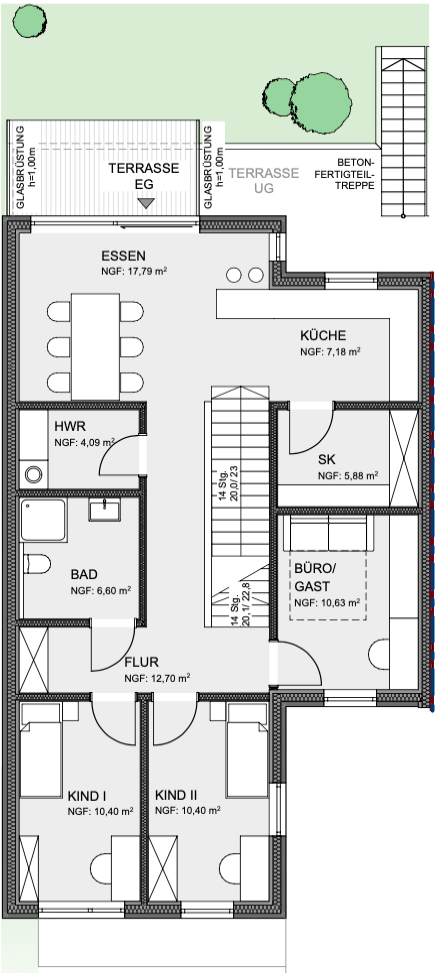 GLASBRÜSTUNG
h=1,00m
TERRASSE
EG
GLASBRÜSTUNG
h=1,00m
TERRASSE
UG
BETON-
FERTIGTEIL-
TREPPE
ESSEN
NGF: 17,79 m²
KÜCHE
NGF: 7,18 m²
HWR
NGF: 4,09 m²
SK
NGF: 5,88 m²
14 Stg.
20,0/ 23
BAD
NGF: 6,60 m²
BÜRO/
GAST
NGF: 10,63 m²
14 Stg.
20,1/ 22,8
FLUR
NGF: 12,70 m²
KIND I
NGF: 10,40 m²
KIND II
NGF: 10,40 m²